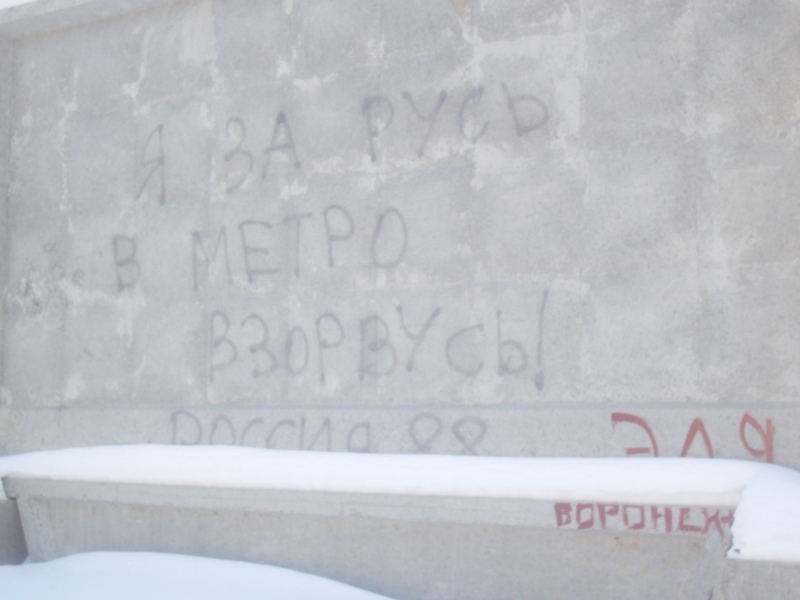 Я ЗА РУСЬ
В МЕТРО
ВЗОРВУСЬ!
РОССИЯ 88
ЭЛЯ
ВОРОНЕЖ